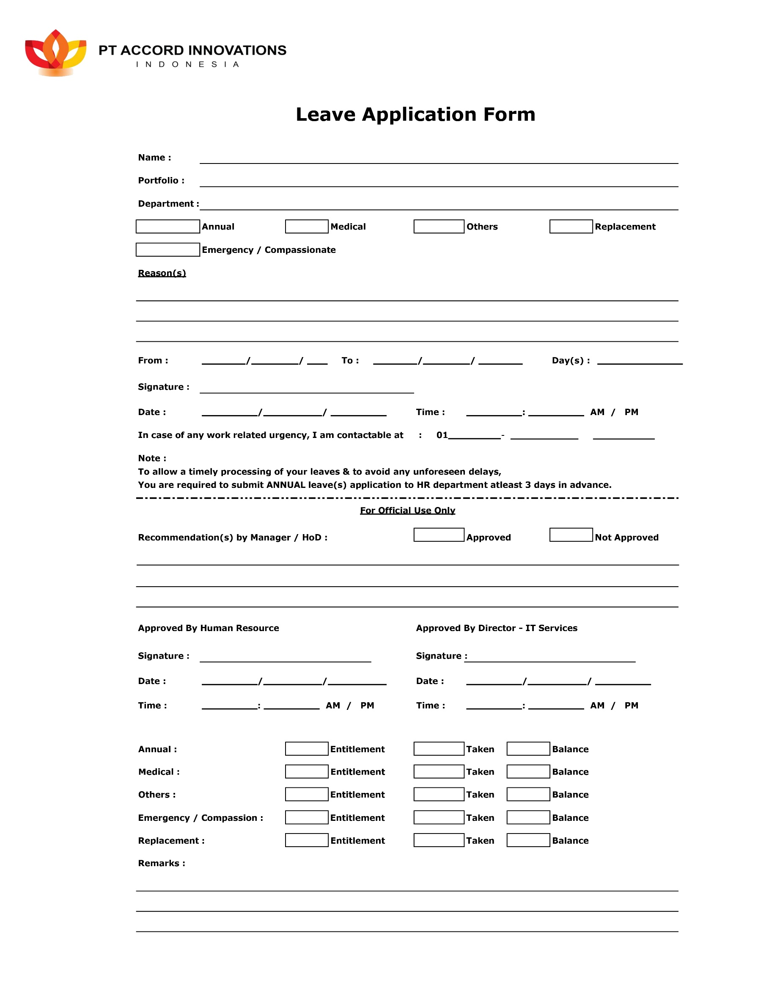 PT ACCORD INNOVATIONS
INDONESIA
Leave Application Form
Name :
Portfolio :
Department :
Annual Medical Others Replacement
Emergency / Compassionate
Reason(s)
From : / / To : / / Day(s) :
Signature :
Date : / / Time : : AM / PM
In case of any work related urgency, I am contactable at : 01 -
Note :
To allow a timely processing of your leaves & to avoid any unforeseen delays,
You are required to submit ANNUAL leave(s) application to HR department atleast 3 days in advance.
For Official Use Only
Recommendation(s) by Manager / HoD : Approved Not Approved
Approved By Human Resource Approved By Director - IT Services
Signature : Signature :
Date : / / Date : / /
Time : : AM / PM Time : : AM / PM
Annual : Entitlement Taken Balance
Medical : Entitlement Taken Balance
Others : Entitlement Taken Balance
Emergency / Compassion : Entitlement Taken Balance
Replacement : Entitlement Taken Balance
Remarks :